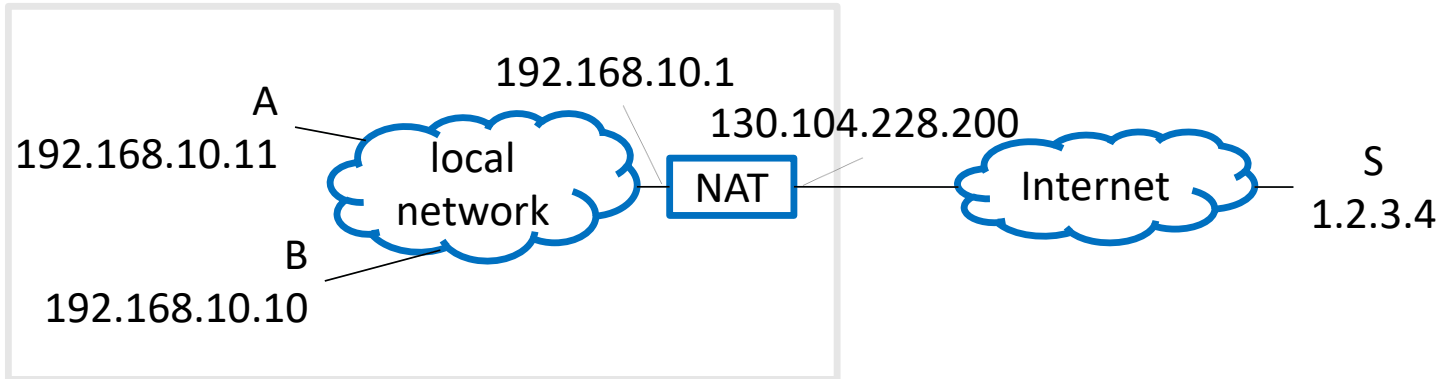 192.168.10.1
A
130.104.228.200
192.168.10.11
local
network
NAT
Internet
S
1.2.3.4
B
192.168.10.10